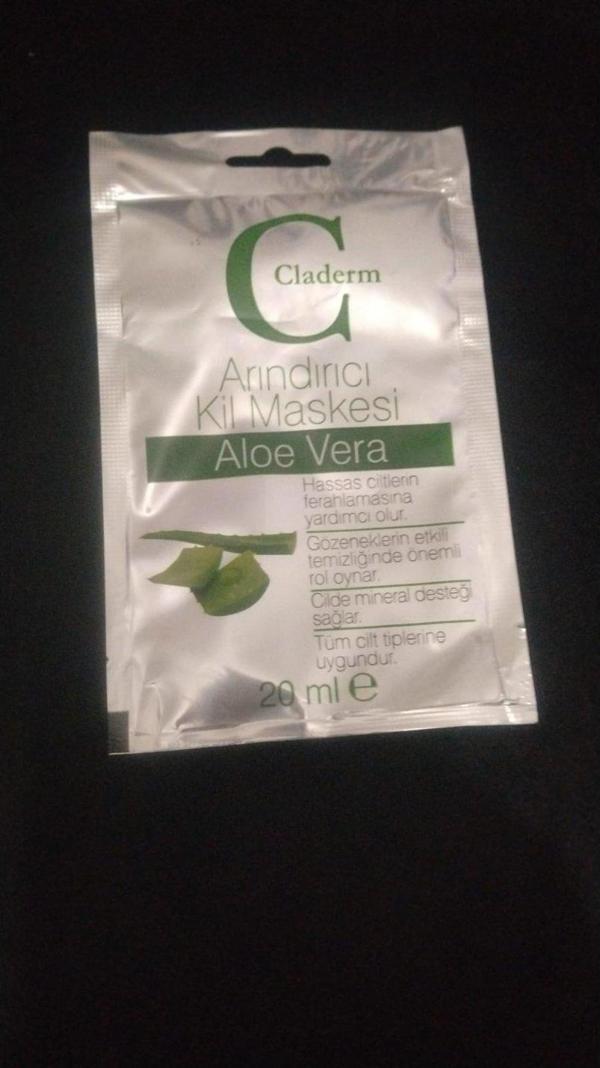 C
Claderm
Arındırıcı
Kil Maskesi
Aloe Vera
Hassas ciltlerin
ferahlamasına
yardımcı olur.
Gözeneklerin etkili
temizliğinde önemli
rol oynar.
Cilde mineral desteği
sağlar.
Tüm cilt tiplerine
uygundur.
20 ml e